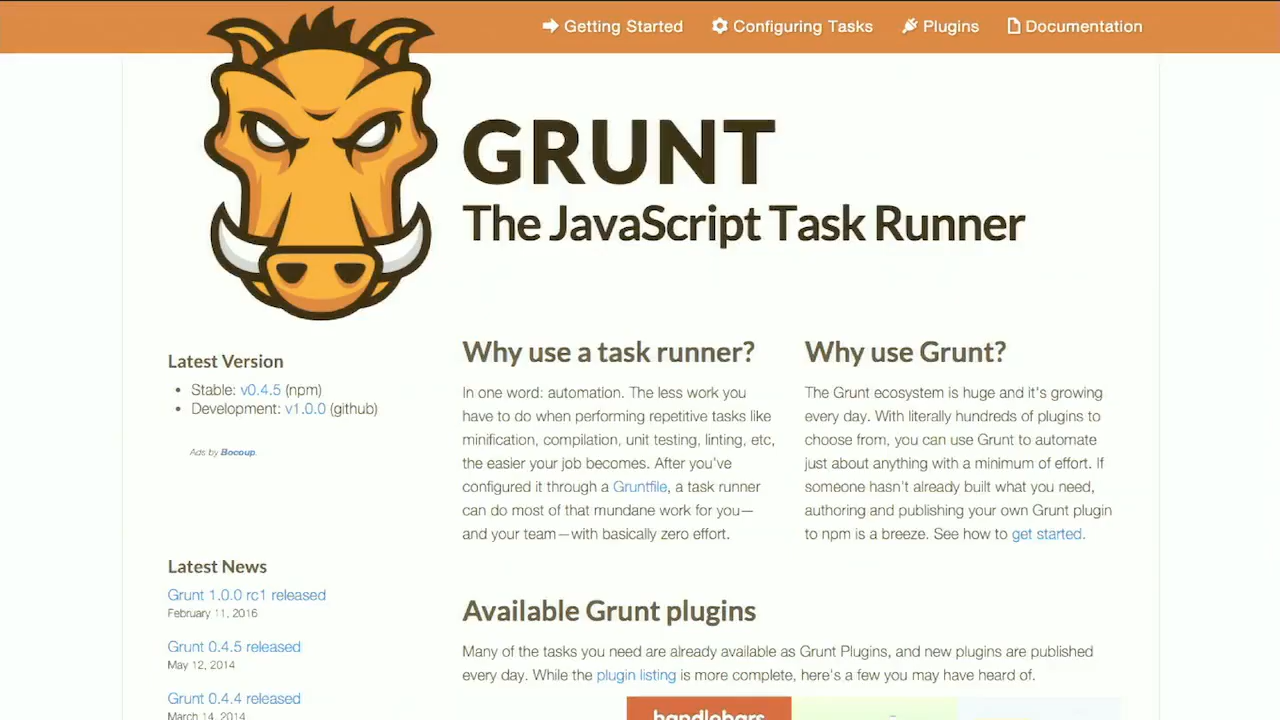 Getting Started
Configuring Tasks
Plugins
Documentation
GRUNT
The JavaScript Task Runner
Latest Version
• Stable: v0.4.5 (npm)
• Development: v1.0.0 (github)
Ads by Bocoup.
Latest News
Grunt 1.0.0 rc1 released
February 11, 2016
Grunt 0.4.5 released
May 12, 2014
Grunt 0.4.4 released
March 14, 2014
Why use a task runner?
In one word: automation. The less work you
have to do when performing repetitive tasks like
minification, compilation, unit testing, linting, etc,
the easier your job becomes. After you've
configured it through a Gruntfile, a task runner
can do most of that mundane work for you—
and your team—with basically zero effort.
Why use Grunt?
The Grunt ecosystem is huge and it's growing
every day. With literally hundreds of plugins to
choose from, you can use Grunt to automate
just about anything with a minimum of effort. If
someone hasn't already built what you need,
authoring and publishing your own Grunt plugin
to npm is a breeze. See how to get started.
Available Grunt plugins
Many of the tasks you need are already available as Grunt Plugins, and new plugins are published
every day. While the plugin listing is more complete, here's a few you may have heard of.
handlebars